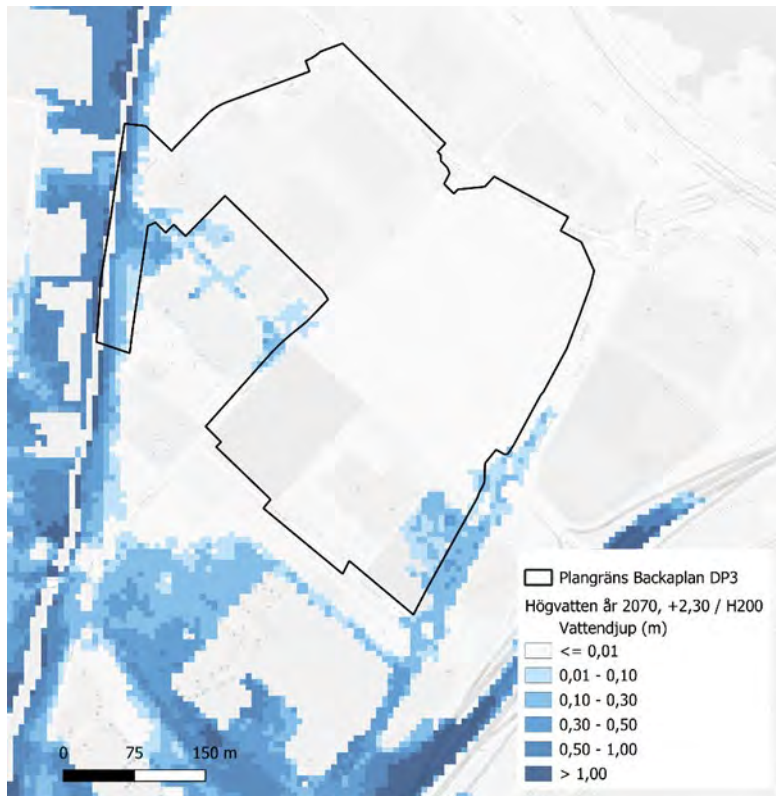 Plangräns Backaplan DP3
Högvatten år 2070, +2,30 / H200
Vattendjup (m)
<= 0,01
0,01 - 0,10
0,10 - 0,30
0,30 - 0,50
0,50 - 1,00
> 1,00
0 75 150 m